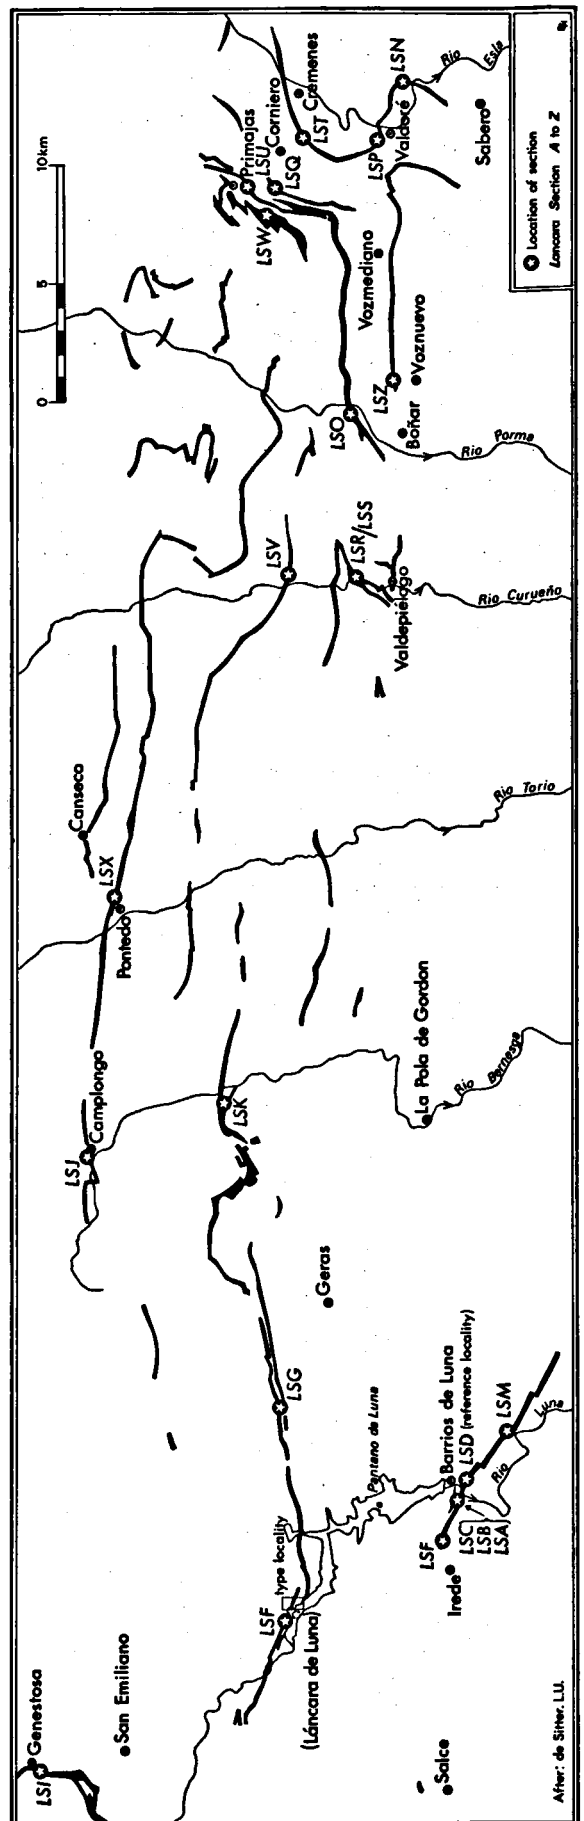 LSI
Genestosa
San Emiliano
Salce
After: de Sitter. L.U.
LSF
type locality
(Láncara de Luna)
Pantano de Luna
Irede
LSF
LSC
LSB
LSA
Barrios de Luna
LSD (reference locality)
LSM
Rio Luna
LSG
Geras
LSJ
Camplongo
LSK
La Pola de Gordon
Rio Bernesga
Pontedo
LSX
Canseco
Rio Torio
LSV
LSR/LSS
Valdepiélago
Rio Curueño
LSO
Boñar
Rio Porma
LSZ
Voznuevo
Vozmediano
LSW
Primajas
LSU
Corniero
LSQ
LST
Cremenes
LSP
Valdoré
LSN
Rio Esla
Sabero
0 5 10km
Location of section
Láncara Section A to Z